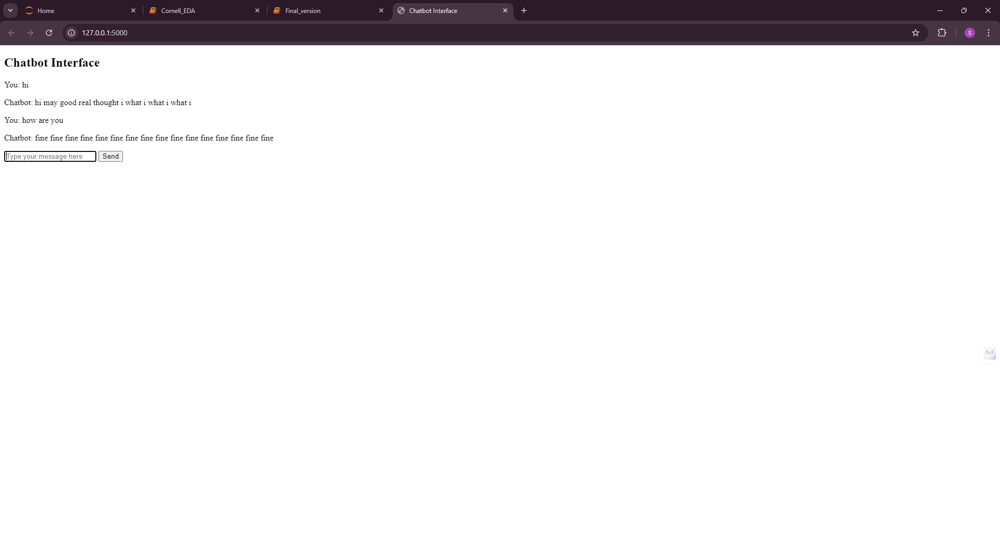 Home
Cornell_EDA
Final_version
Chatbot Interface
127.0.0.1:5000
S
Chatbot Interface
You: hi
Chatbot: hi may good real thought i what i what i what i
You: how are you
Chatbot: fine fine fine fine fine fine fine fine fine fine fine fine fine fine fine fine
Type your message here
Send